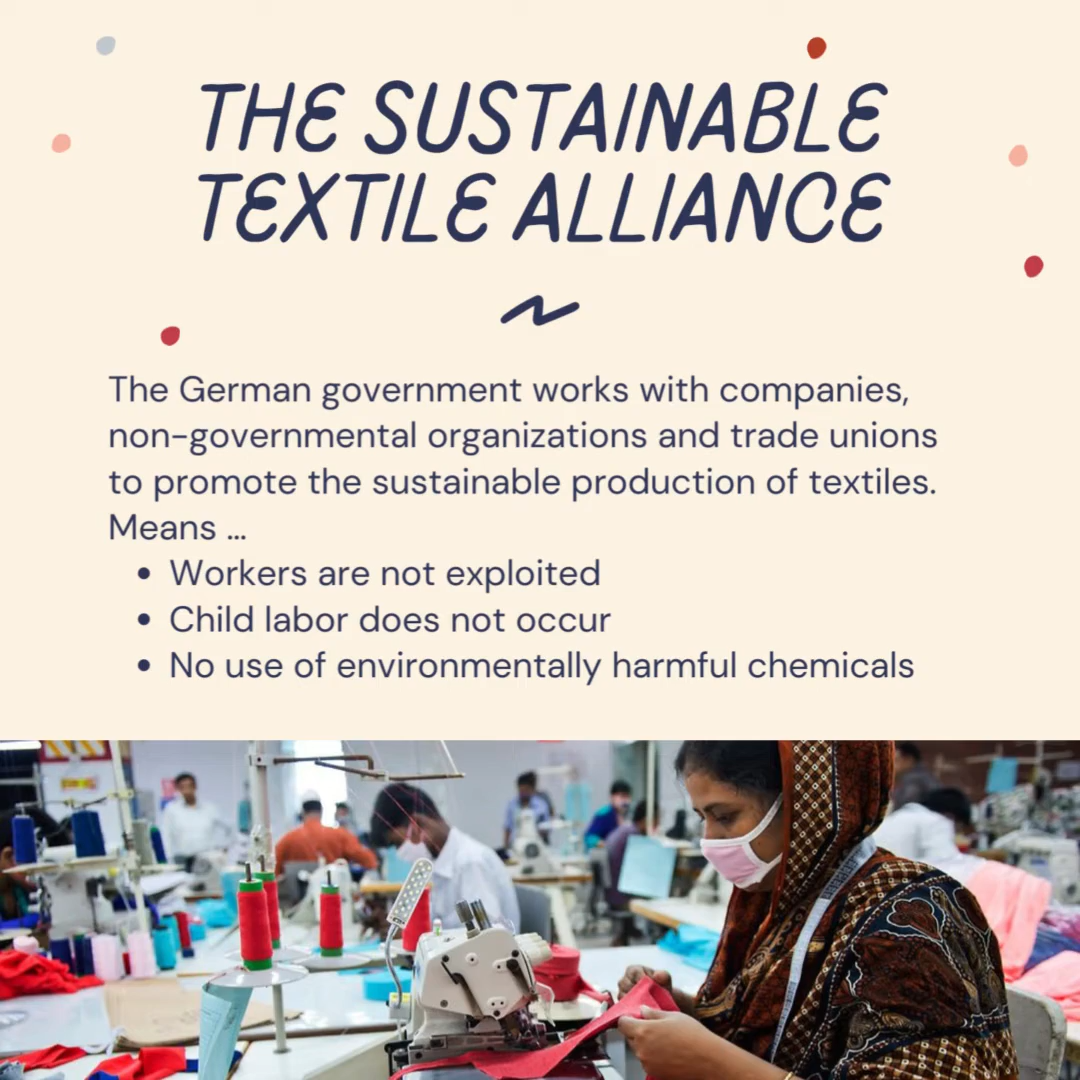 THE SUSTAINABLE
TEXTILE ALLIANCE
The German government works with companies,
non-governmental organizations and trade unions
to promote the sustainable production of textiles.
Means ...
• Workers are not exploited
• Child labor does not occur
• No use of environmentally harmful chemicals